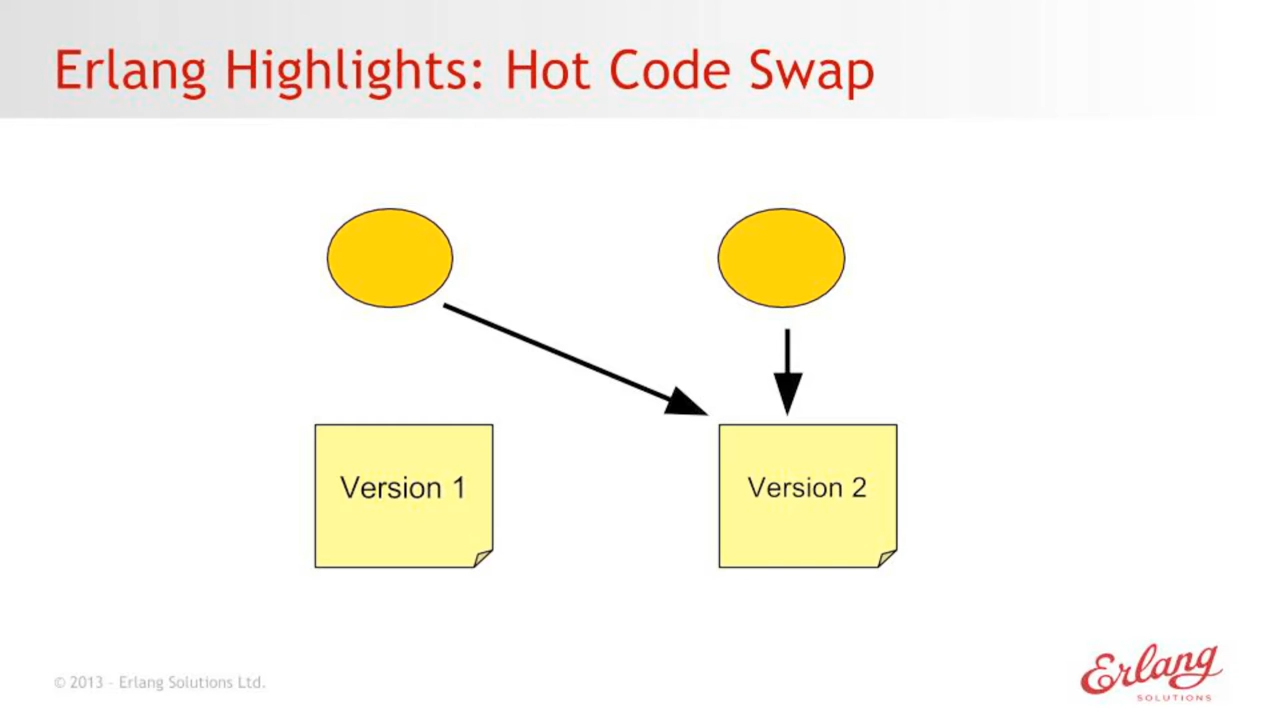 Erlang Highlights: Hot Code Swap
Version 1
Version 2
© 2013 – Erlang Solutions Ltd.
Erlang
SOLUTIONS